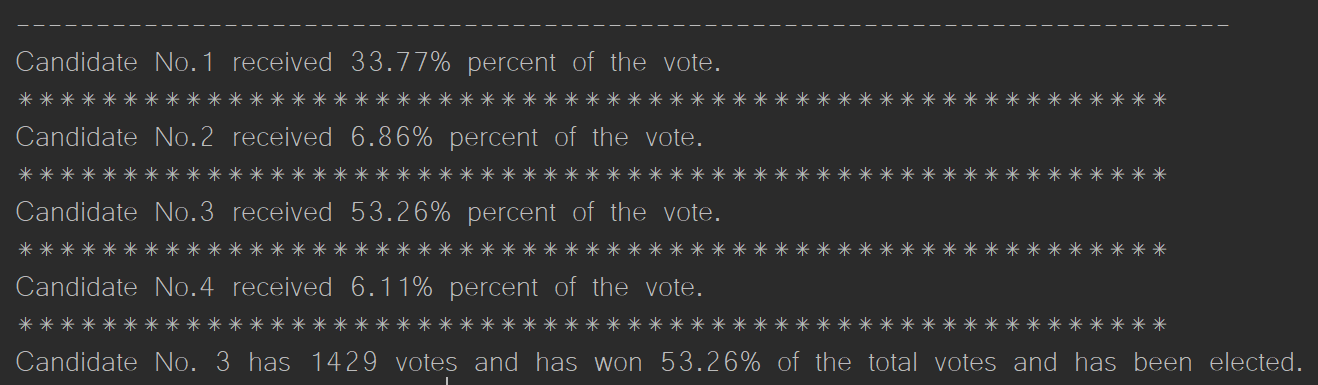 --------------------------------------------------------------------------
Candidate No.1 received 33.77% percent of the vote.
*******************************************************
Candidate No.2 received 6.86% percent of the vote.
*******************************************************
Candidate No.3 received 53.26% percent of the vote.
*******************************************************
Candidate No.4 received 6.11% percent of the vote.
*******************************************************
Candidate No. 3 has 1429 votes and has won 53.26% of the total votes and has been elected.